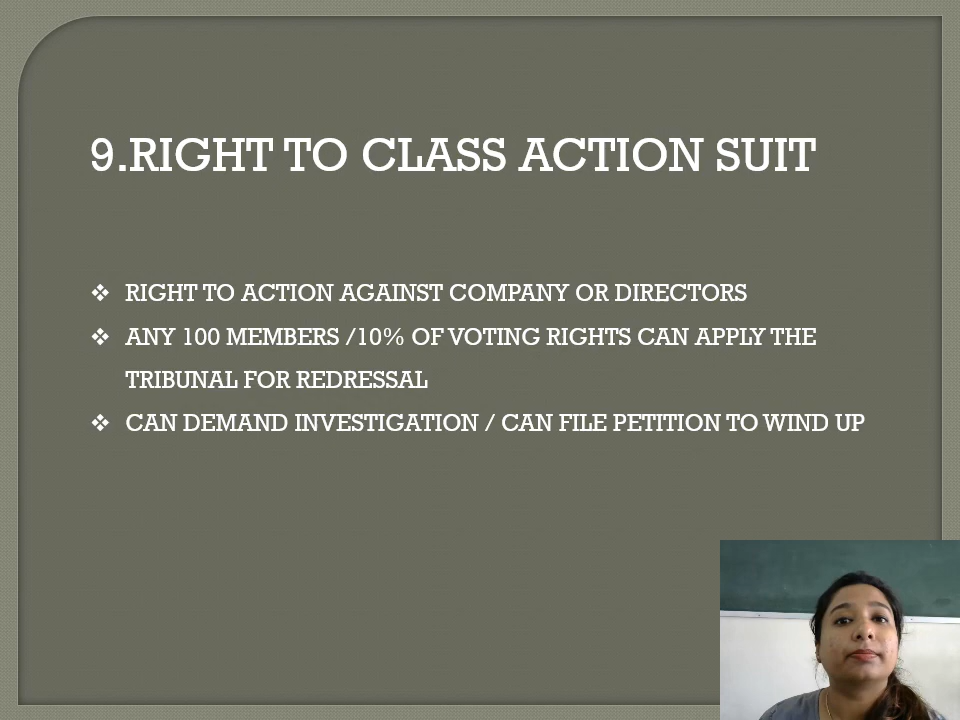 9.RIGHT TO CLASS ACTION SUIT
❖ RIGHT TO ACTION AGAINST COMPANY OR DIRECTORS
❖ ANY 100 MEMBERS /10% OF VOTING RIGHTS CAN APPLY THE
TRIBUNAL FOR REDRESSAL
❖ CAN DEMAND INVESTIGATION / CAN FILE PETITION TO WIND UP